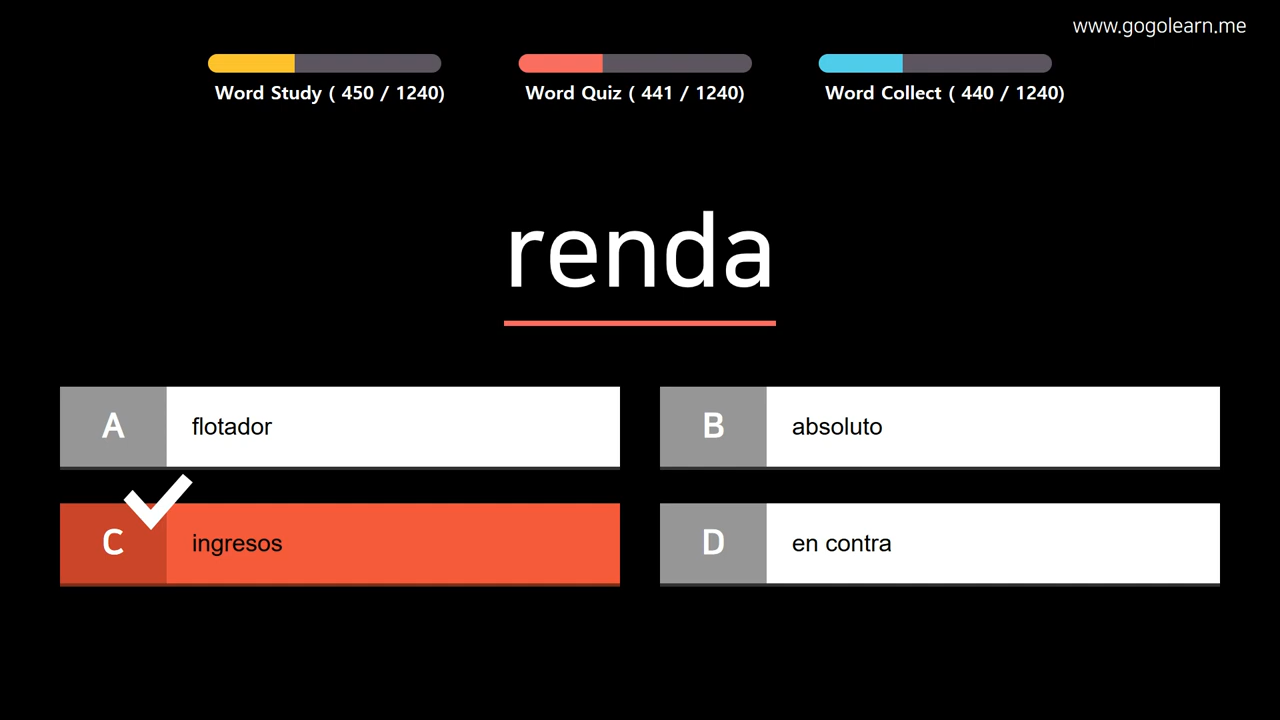 www.gogolearn.me
Word Study ( 450 / 1240)
Word Quiz ( 441 / 1240)
Word Collect ( 440 / 1240)
renda
A flotador
B absoluto
C ingresos
D en contra